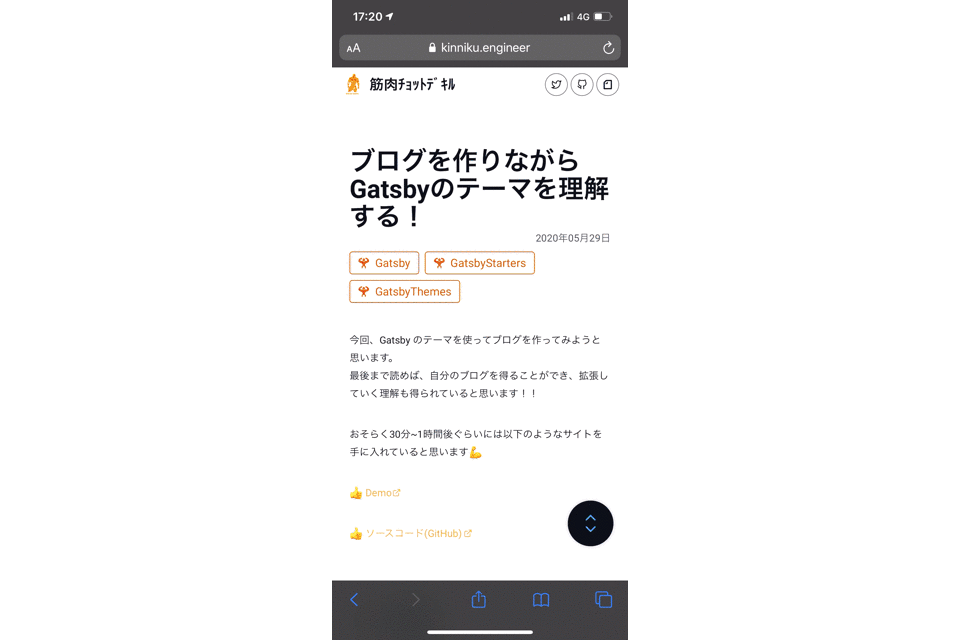 17:20
4G
AA
kinniku.engineer
筋肉ﾁｮｯﾄﾃﾞｷﾙ
ブログを作りながら
Gatsbyのテーマを理解
する！
2020年05月29日
Gatsby
GatsbyStarters
GatsbyThemes
今回、Gatsby のテーマを使ってブログを作ってみようと
思います。
最後まで読めば、自分のブログを得ることができ、拡張し
ていく理解も得られていると思います！！
おそらく30分~1時間後ぐらいには以下のようなサイトを
手に入れていると思います💪
👍 Demo
👍 ソースコード(GitHub)